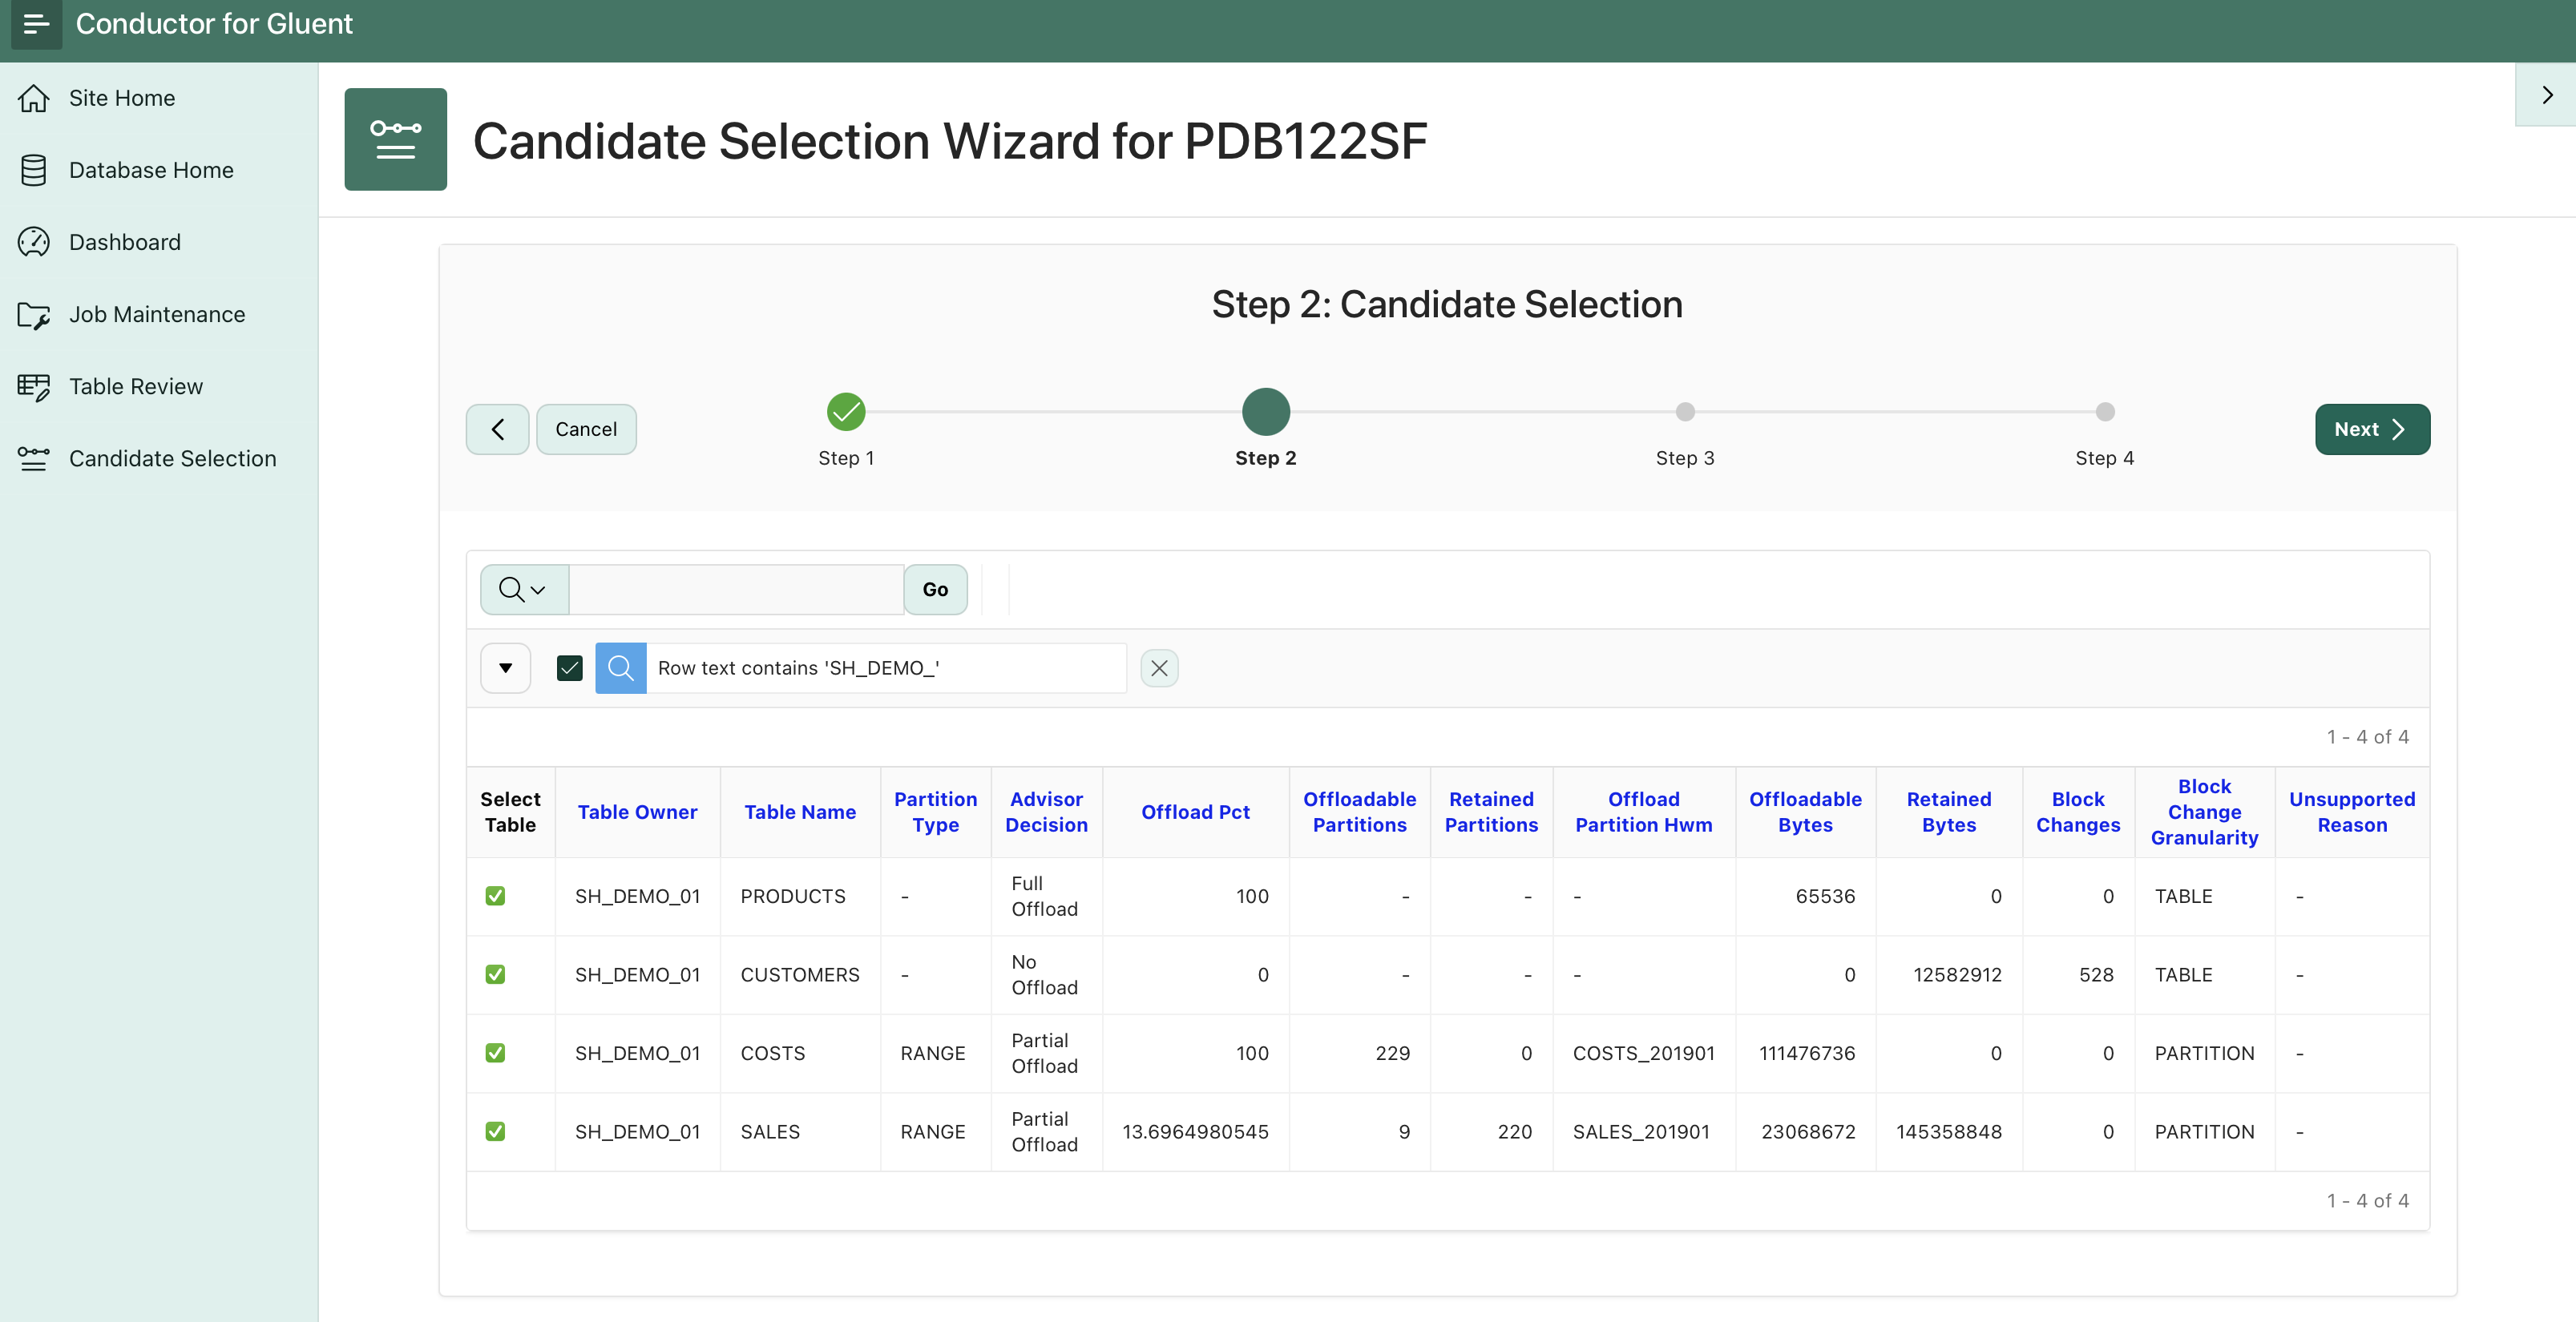 Conductor for Gluent
Site Home
Database Home
Dashboard
Job Maintenance
Table Review
Candidate Selection
Candidate Selection Wizard for PDB122SF
Step 2: Candidate Selection
Cancel
Step 1
Step 2
Step 3
Step 4
Next
Go
Row text contains 'SH_DEMO_'
1 - 4 of 4
Select Table Table Owner Table Name Partition Type Advisor Decision Offload Pct Offloadable Partitions Retained Partitions Offload Partition Hwm Offloadable Bytes Retained Bytes Block Changes Block Change Granularity Unsupported Reason
SH_DEMO_01 PRODUCTS - Full Offload 100 - - - 65536 0 0 TABLE -
SH_DEMO_01 CUSTOMERS - No Offload 0 - - - 0 12582912 528 TABLE -
SH_DEMO_01 COSTS RANGE Partial Offload 100 229 0 COSTS_201901 111476736 0 0 PARTITION -
SH_DEMO_01 SALES RANGE Partial Offload 13.6964980545 9 220 SALES_201901 23068672 145358848 0 PARTITION -
1 - 4 of 4